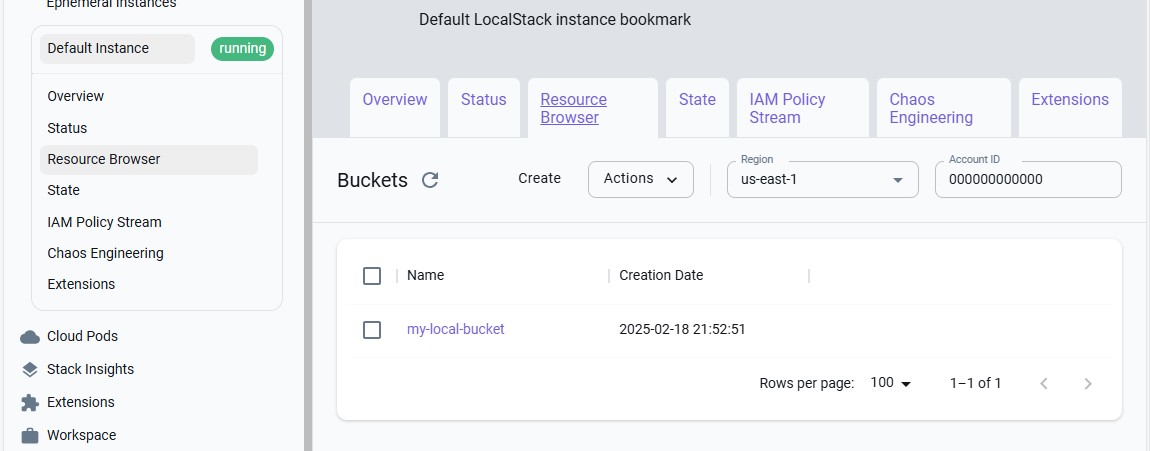 Ephemeral Instances
Default Instance
running
Overview
Status
Resource Browser
State
IAM Policy Stream
Chaos Engineering
Extensions
Cloud Pods
Stack Insights
Extensions
Workspace
Default LocalStack instance bookmark
Overview
Status
Resource
Browser
State
IAM Policy
Stream
Chaos
Engineering
Extensions
Buckets
Create
Actions
Region
us-east-1
Account ID
000000000000
Name
Creation Date
my-local-bucket
2025-02-18 21:52:51
Rows per page:
100
1–1 of 1